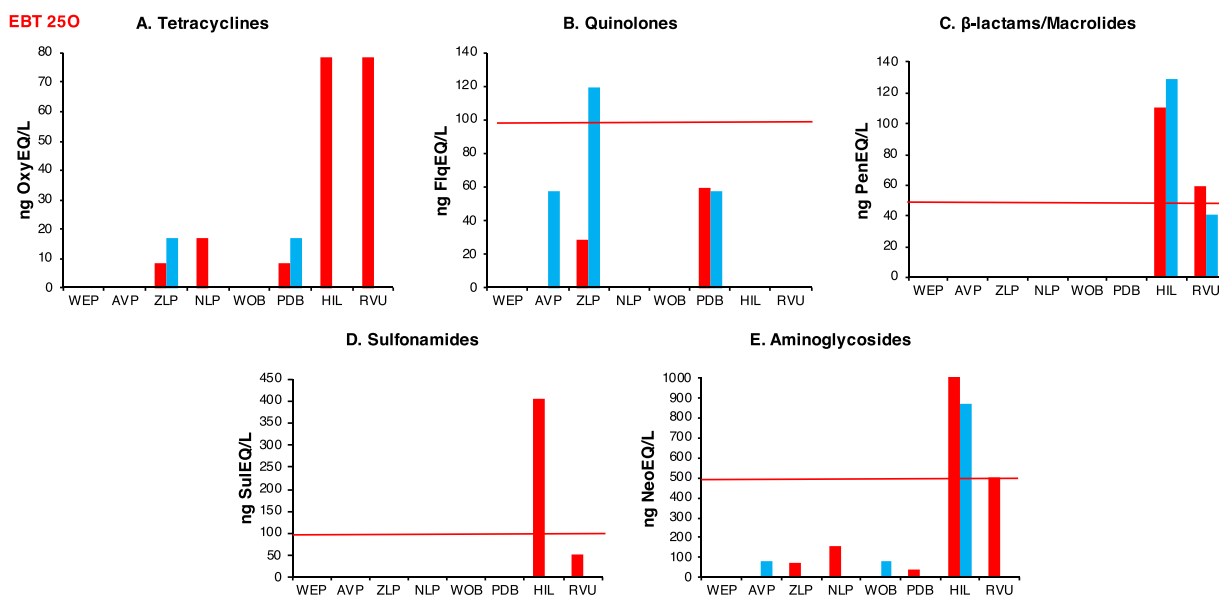 EBT 25O
A. Tetracyclines
B. Quinolones
C. β-lactams/Macrolides
ng OxyEQ/L
80
70
60
50
40
30
20
10
0
WEP AVP ZLP NLP WOB PDB HIL RVU
ng FlqEQ/L
140
120
100
80
60
40
20
0
WEP AVP ZLP NLP WOB PDB HIL RVU
ng PenEQ/L
140
120
100
80
60
40
20
0
WEP AVP ZLP NLP WOB PDB HIL RVU
D. Sulfonamides
E. Aminoglycosides
ng SulEQ/L
450
400
350
300
250
200
150
100
50
0
WEP AVP ZLP NLP WOB PDB HIL RVU
ng NeoEQ/L
1000
900
800
700
600
500
400
300
200
100
0
WEP AVP ZLP NLP WOB PDB HIL RVU